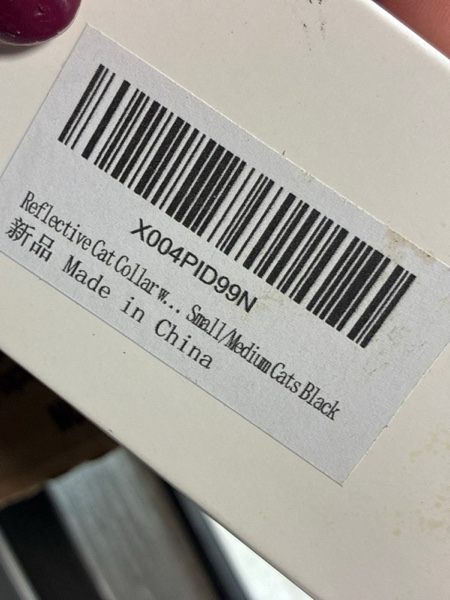 X004PID99N
Reflective Cat Collar w... Small/Medium Cats Black
新品 Made in China